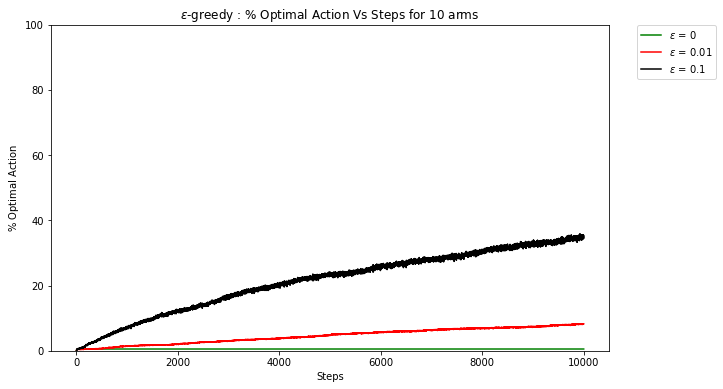 ε-greedy : % Optimal Action Vs Steps for 10 arms
100
80
60
40
20
0
% Optimal Action
0
2000
4000
6000
8000
10000
Steps
ε = 0
ε = 0.01
ε = 0.1